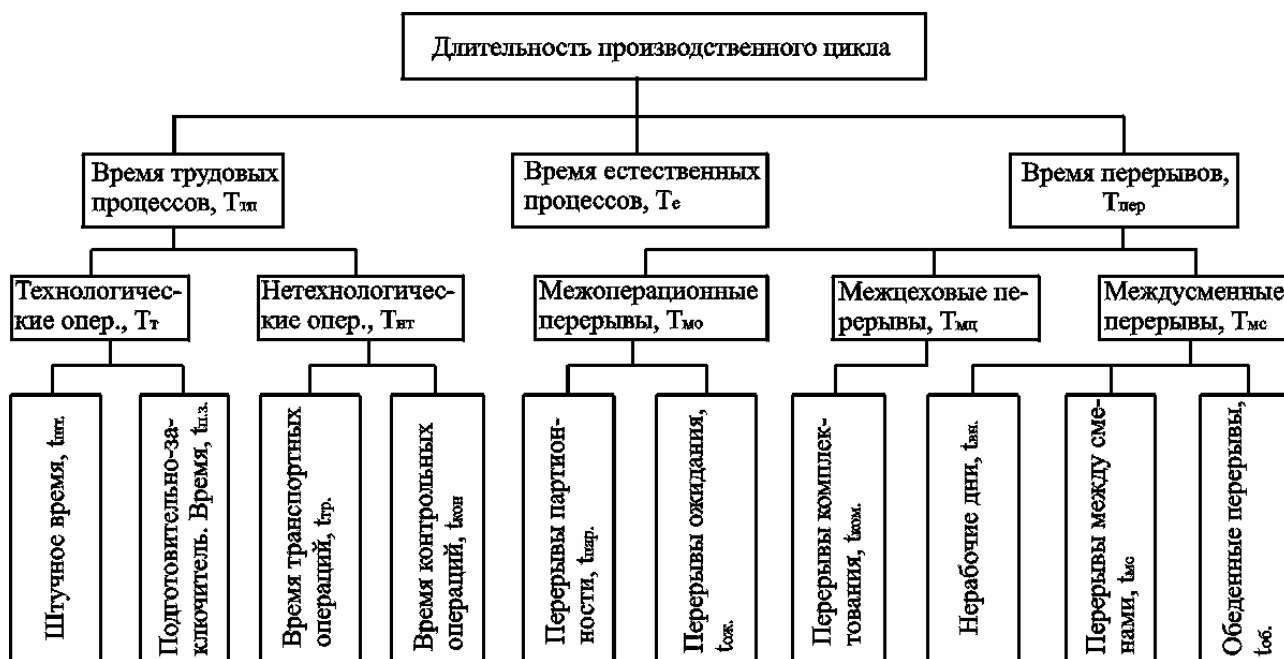 Длительность производственного цикла
Время трудовых
процессов, Tтп
Время естественных
процессов, Te
Время перерывов,
Tпер
Технологичес-
кие опер., Tт
Нетехнологичес-
кие опер., Tнт
Межоперационные
перерывы, Tмо
Межцеховые пе-
рерывы, Tмц
Междусменные
перерывы, Tмс
Штучное время, tшт.
Подготовительно-за-
ключитель. Время, tп.з.
Время транспортных
операций, tтр.
Время контрольных
операций, tкон
Перерывы партион-
ности, tпар.
Перерывы ожидания,
tож.
Перерывы комплек-
тования, tком.
Нерабочие дни, tвн.
Перерывы между сме-
нами, tмс
Обеденные перерывы,
tоб.